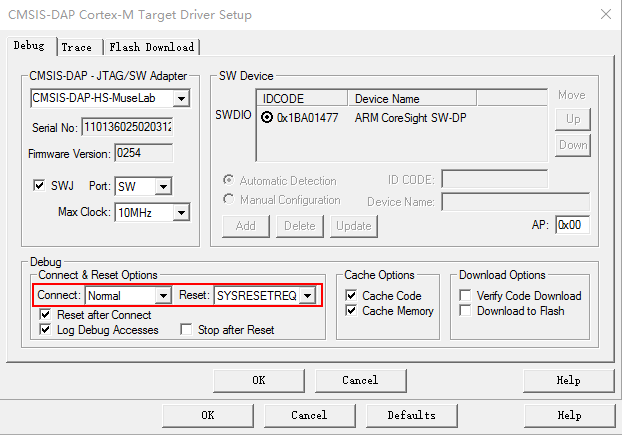 CMSIS-DAP Cortex-M Target Driver Setup
Debug Trace Flash Download
CMSIS-DAP - JTAG/SW Adapter
CMSIS-DAP-HS-MuseLab
Serial No: 110136025020312
Firmware Version: 0254
SWJ Port: SW
Max Clock: 10MHz
SW Device
IDCODE Device Name
SWDIO 0x1BA01477 ARM CoreSight SW-DP
Move
Up
Down
Automatic Detection ID CODE:
Manual Configuration Device Name:
Add Delete Update AP: 0x00
Debug
Connect & Reset Options
Connect: Normal Reset: SYSRESETREQ
Reset after Connect
Log Debug Accesses Stop after Reset
Cache Options
Cache Code
Cache Memory
Download Options
Verify Code Download
Download to Flash
OK Cancel Help
OK Cancel Defaults Help